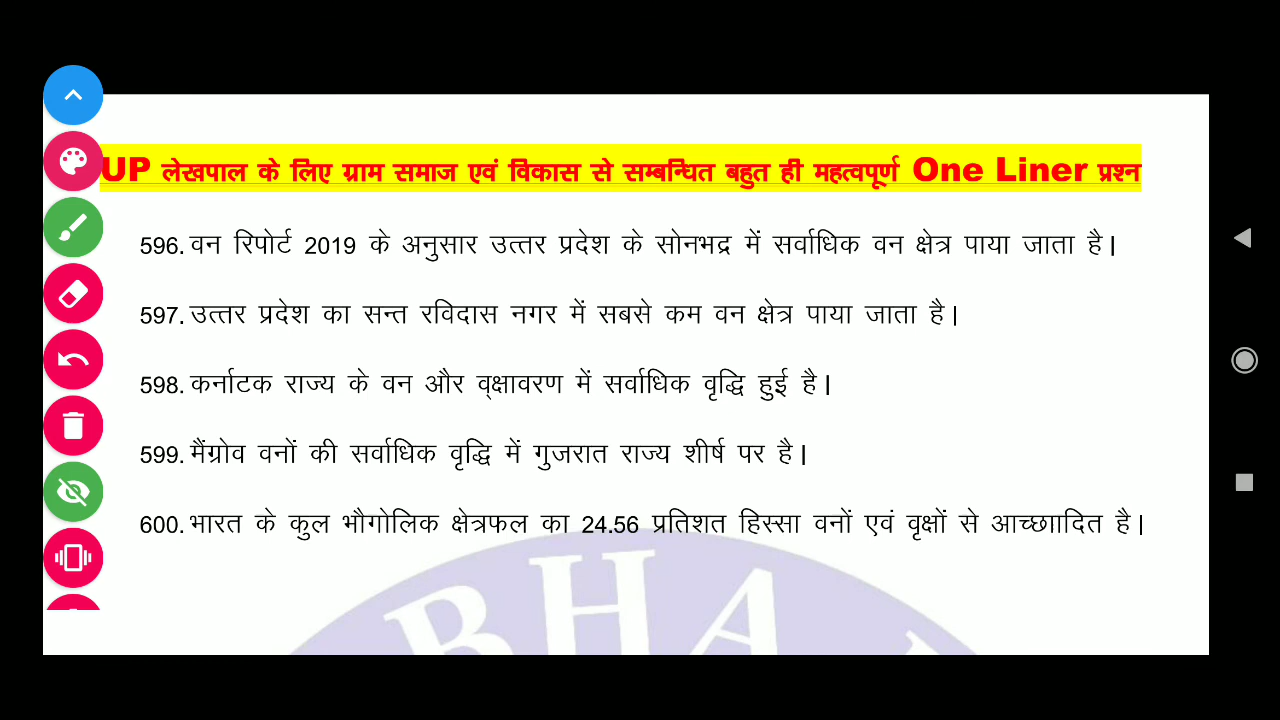 UP लेखपाल के लिए ग्राम समाज एवं विकास से सम्बन्धित बहुत ही महत्वपूर्ण One Liner प्रश्न
596. वन रिपोर्ट 2019 के अनुसार उत्तर प्रदेश के सोनभद्र में सर्वाधिक वन क्षेत्र पाया जाता है।
597. उत्तर प्रदेश का सन्त रविदास नगर में सबसे कम वन क्षेत्र पाया जाता है।
598. कर्नाटक राज्य के वन और व्क्षावरण में सर्वाधिक वृद्धि हुई है।
599. मैंग्रोव वनों की सर्वाधिक वृद्धि में गुजरात राज्य शीर्ष पर है।
600. भारत के कुल भौगोलिक क्षेत्रफल का 24.56 प्रतिशत हिस्सा वनों एवं वृक्षों से आच्छाादित है।